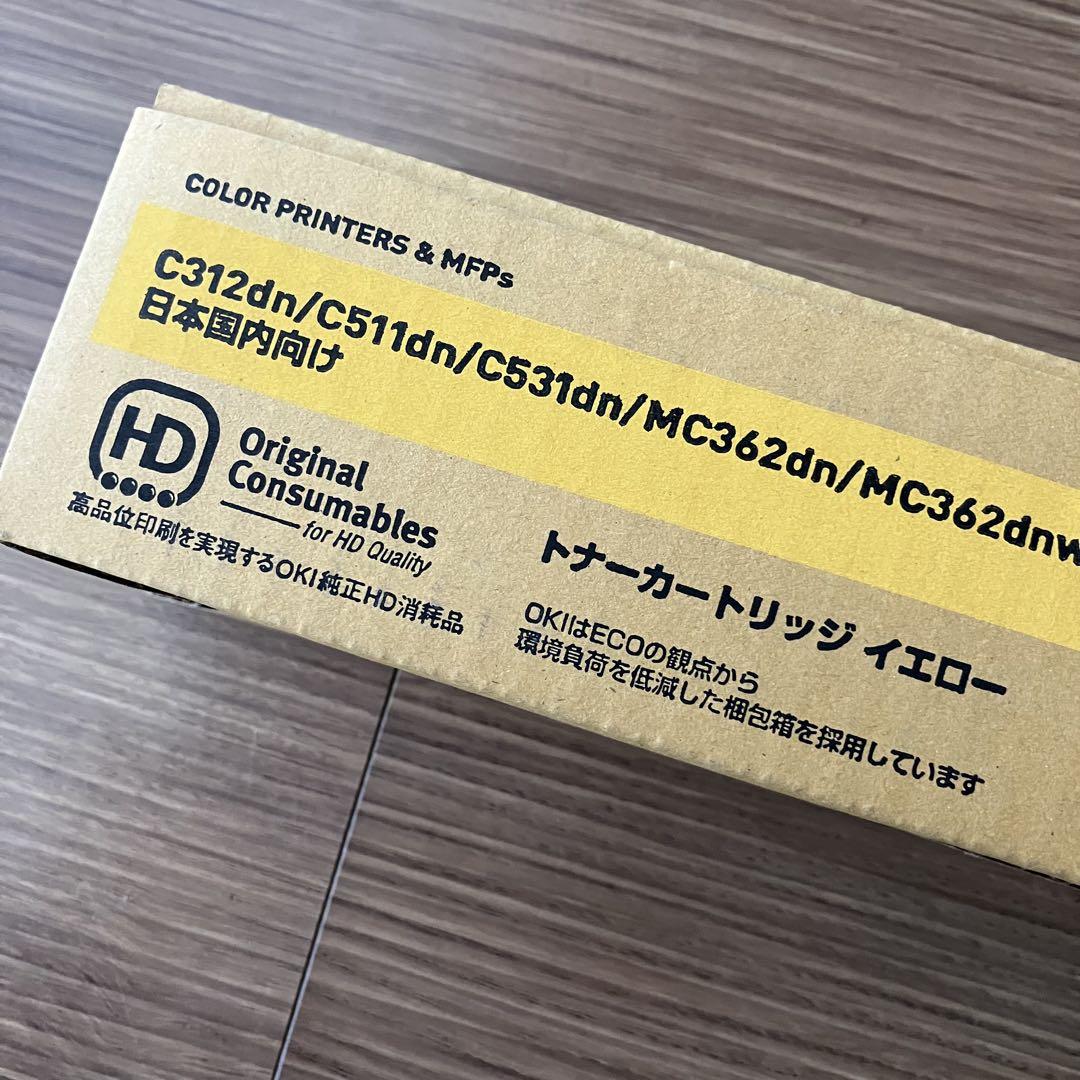 COLOR PRINTERS & MFPs
C312dn/C511dn/C531dn/MC362dn/MC362dnw
日本国内向け
HD
Original
Consumables
for HD Quality
高品位印刷を実現するOKI純正HD消耗品
トナーカートリッジ イエロー
OKIはECOの観点から
環境負荷を低減した梱包箱を採用しています